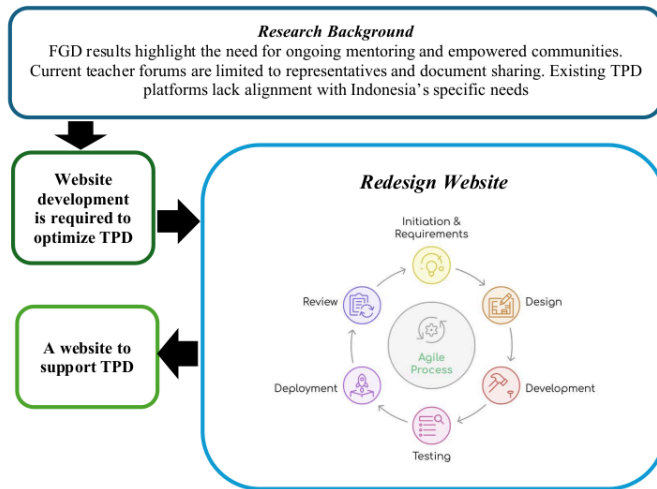 Research Background
FGD results highlight the need for ongoing mentoring and empowered communities.
Current teacher forums are limited to representatives and document sharing. Existing TPD
platforms lack alignment with Indonesia's specific needs
Website
development
is required to
optimize TPD
Redesign Website
Initiation &
Requirements
Review
Design
Agile
Process
Deployment
Development
Testing
A website to
support TPD